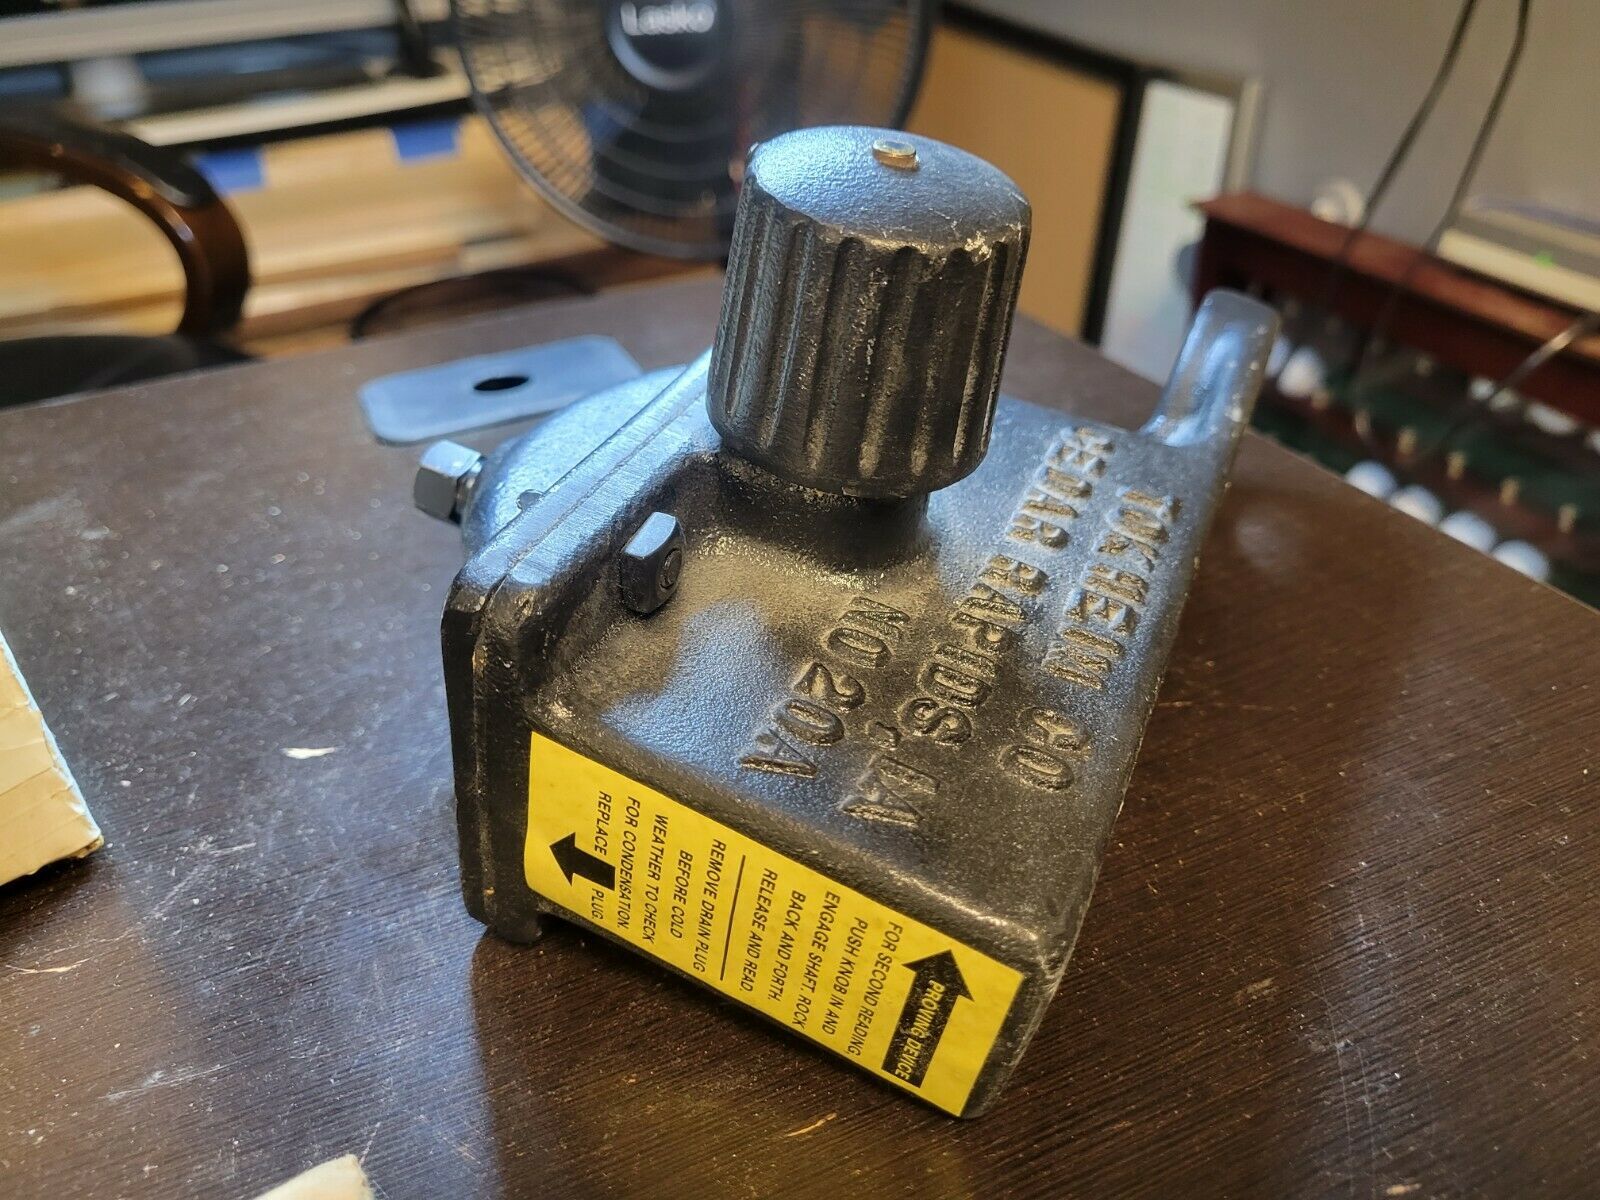 Lasko
TOKHEIM CO
CEDAR RAPIDS, IA
NO 20A
PROVING DEVICE
FOR SECOND READING,
PUSH KNOB IN AND
ENGAGE SHAFT. ROCK
BACK AND FORTH.
RELEASE AND READ.
REMOVE DRAIN PLUG
BEFORE COLD
WEATHER TO CHECK
FOR CONDENSATION.
REPLACE PLUG.